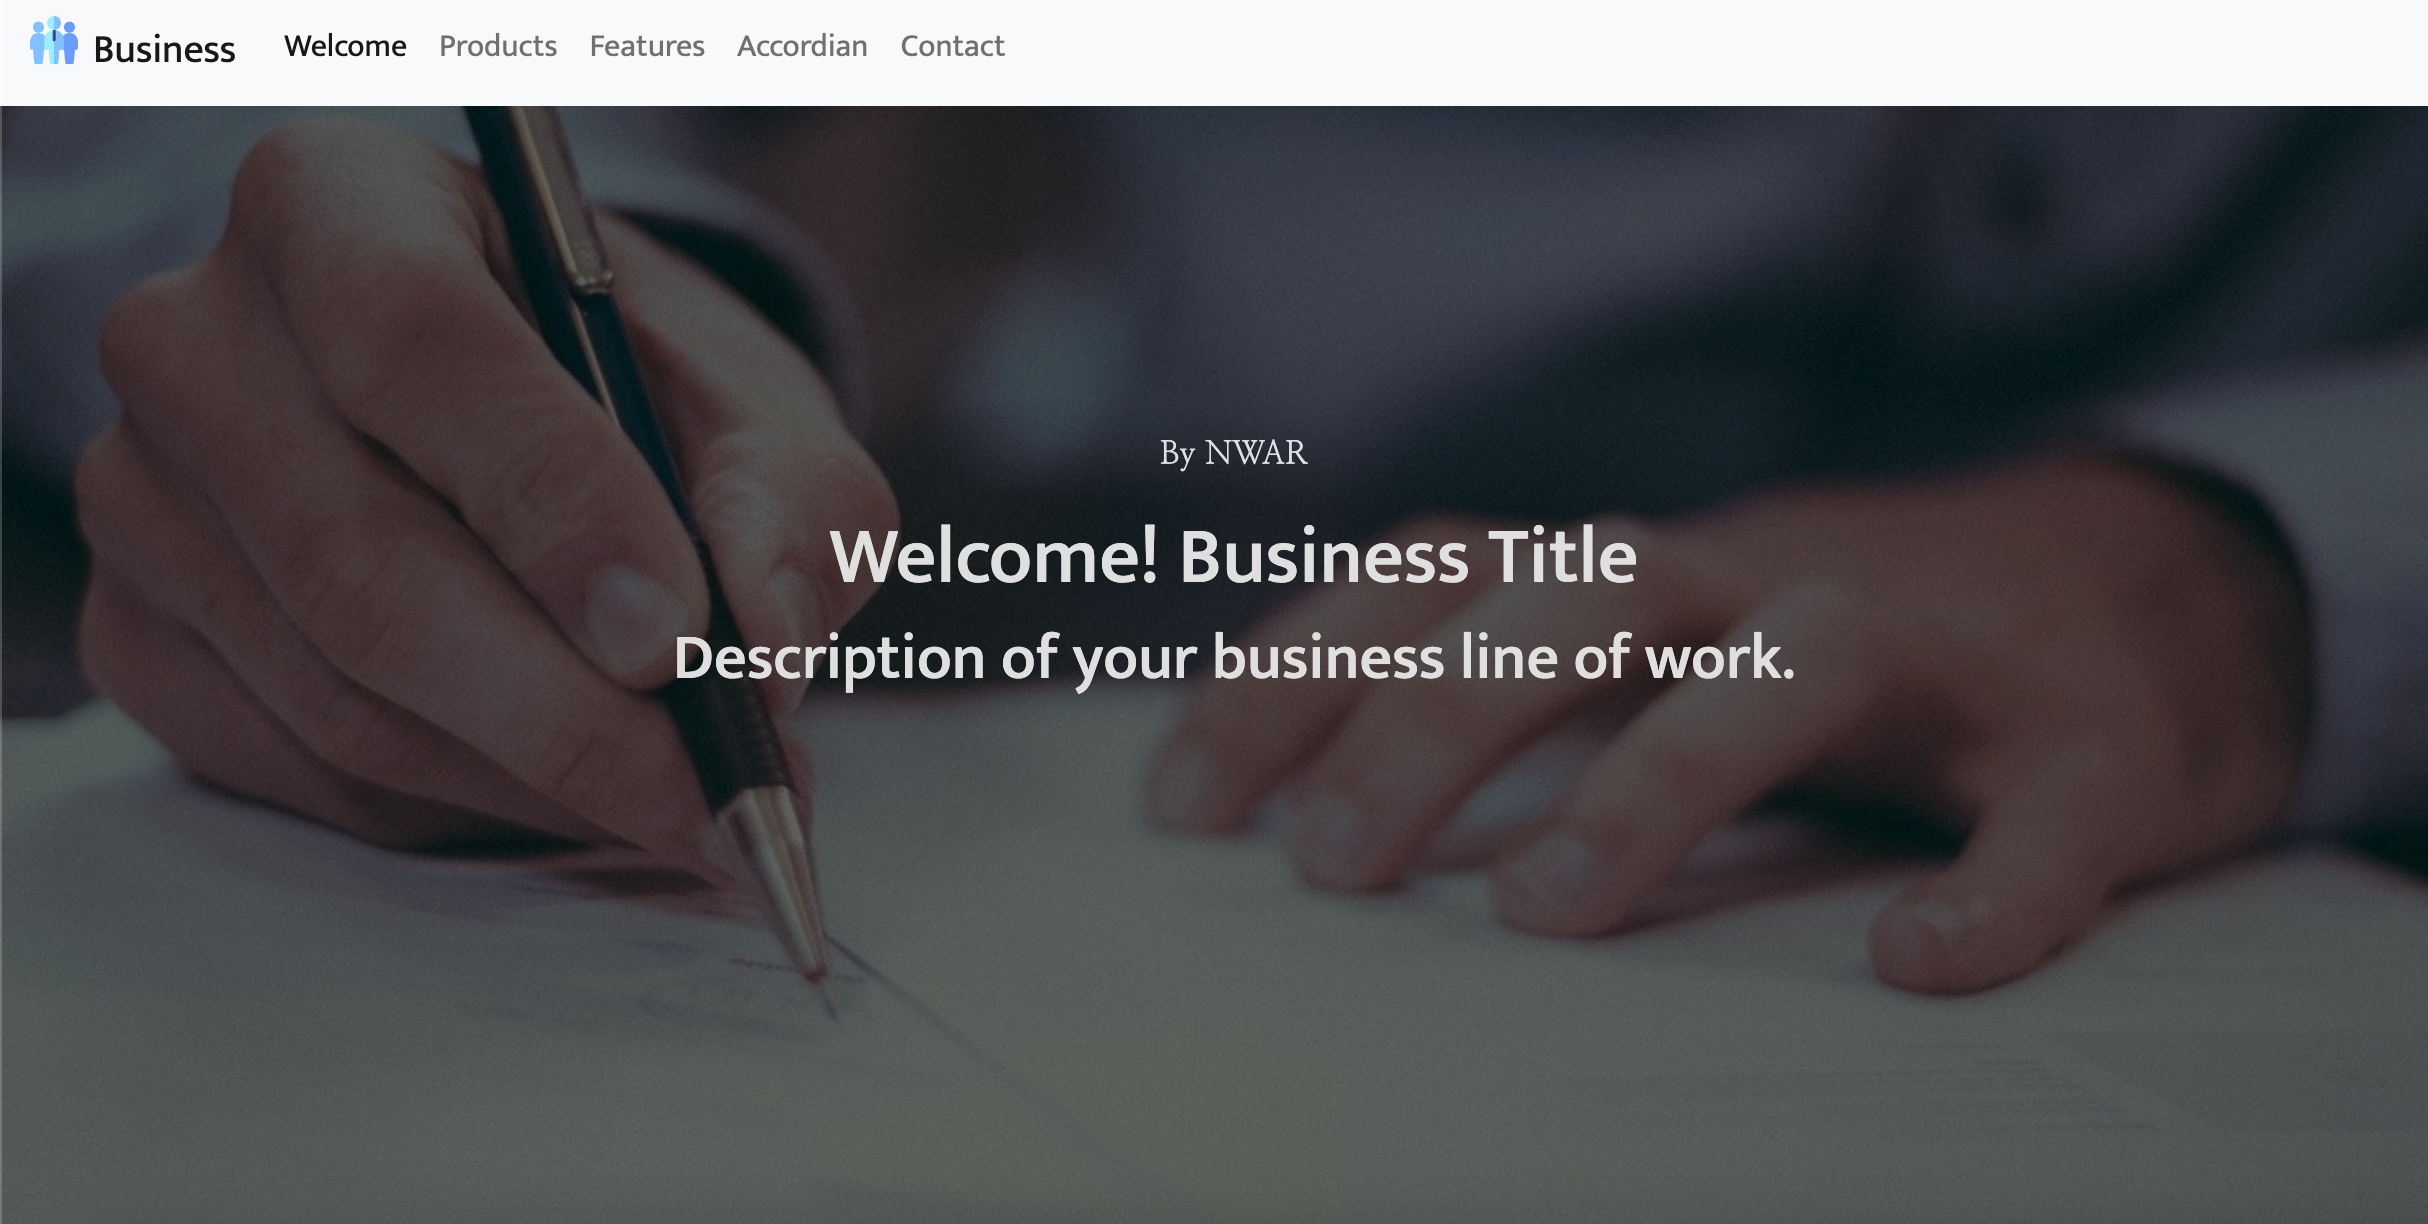 Business Welcome Products Features Accordian Contact
By NWAR
Welcome! Business Title
Description of your business line of work.